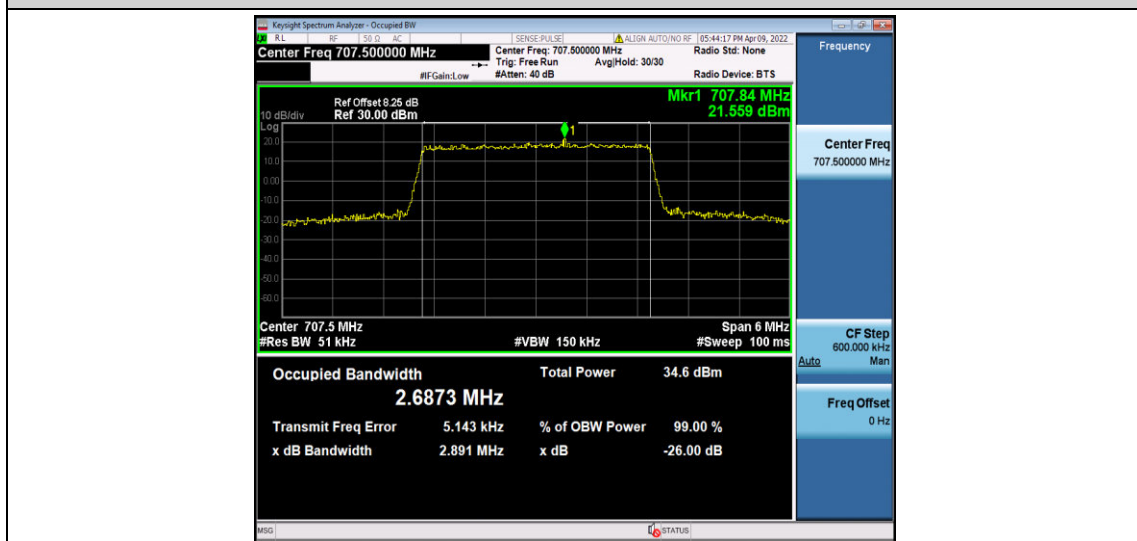 Keysight Spectrum Analyzer - Occupied BW
RL RF 50 Ω AC SENSE:PULSE ALIGN AUTO/NO RF 05:44:17 PM Apr 09, 2022
Center Freq 707.500000 MHz
Center Freq: 707.500000 MHz Radio Std: None
Trig: Free Run Avg|Hold: 30/30
#IFGain:Low #Atten: 40 dB Radio Device: BTS
Frequency
Mkr1 707.84 MHz
21.559 dBm
Ref Offset 8.25 dB
10 dB/div Ref 30.00 dBm
Log
1
20.0
10.0
0.00
-10.0
-20.0
-30.0
-40.0
-50.0
-60.0
Center 707.5 MHz Span 6 MHz
#Res BW 51 kHz #VBW 150 kHz #Sweep 100 ms
Center Freq
707.500000 MHz
CF Step
600.000 kHz
Auto Man
Freq Offset
0 Hz
Occupied Bandwidth Total Power 34.6 dBm
2.6873 MHz
Transmit Freq Error 5.143 kHz % of OBW Power 99.00 %
x dB Bandwidth 2.891 MHz x dB -26.00 dB
MSG STATUS